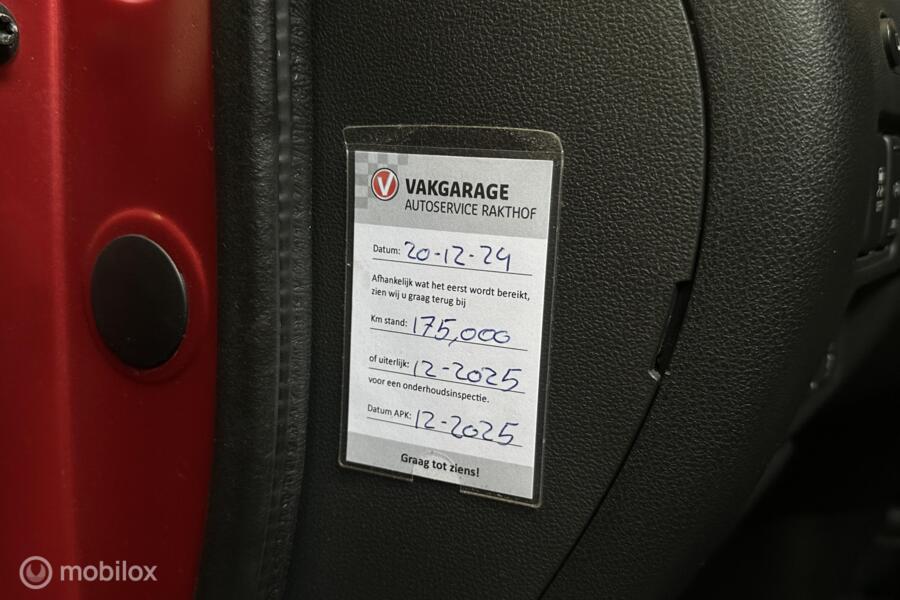 VAKGARAGE
AUTOSERVICE RAKTHOF
Datum: 20-12-24
Afhankelijk wat het eerst wordt bereikt,
zien wij u graag terug bij
Km stand: 175,000
of uiterlijk: 12-2025
voor een onderhoudsinspectie.
Datum APK: 12-2025
Graag tot ziens!
mobilox